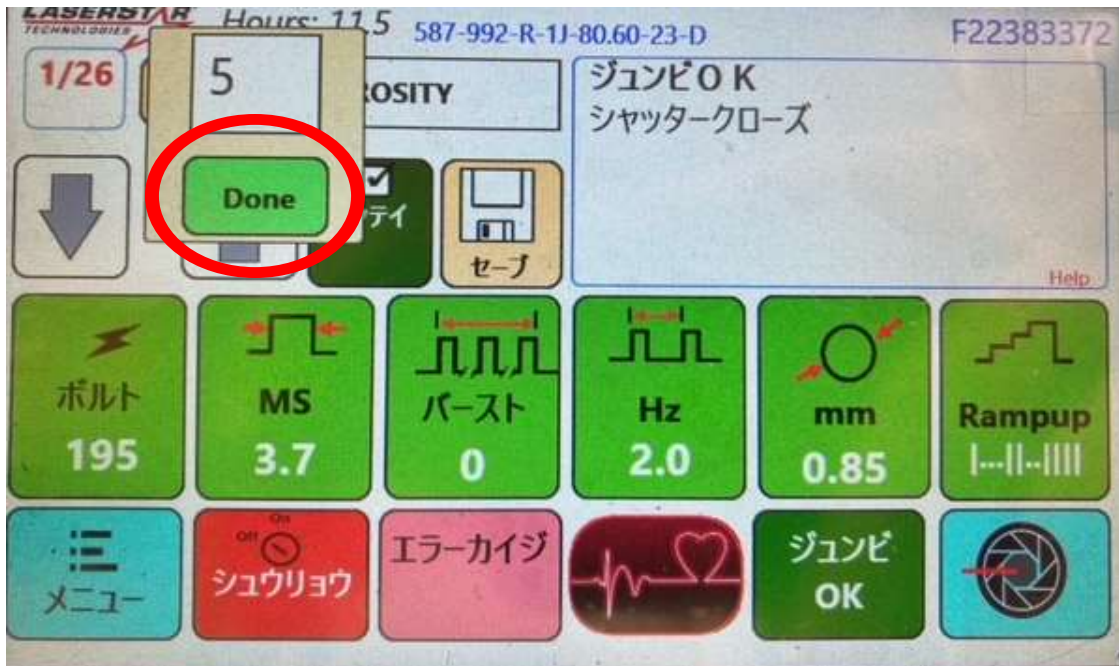 LASERSTAR
TECHNOLOGIES
Hours: 11.5
587-992-R-1J-80.60-23-D
F22383372
1/26
5
ROSITY
ジュンビOK
シャッタークローズ
Done
テイ
セーブ
Help
ボルト
195
MS
3.7
バースト
0
Hz
2.0
mm
0.85
Rampup
メニュー
Off
On
シュウリョウ
エラーカイジ
ジュンビ
OK